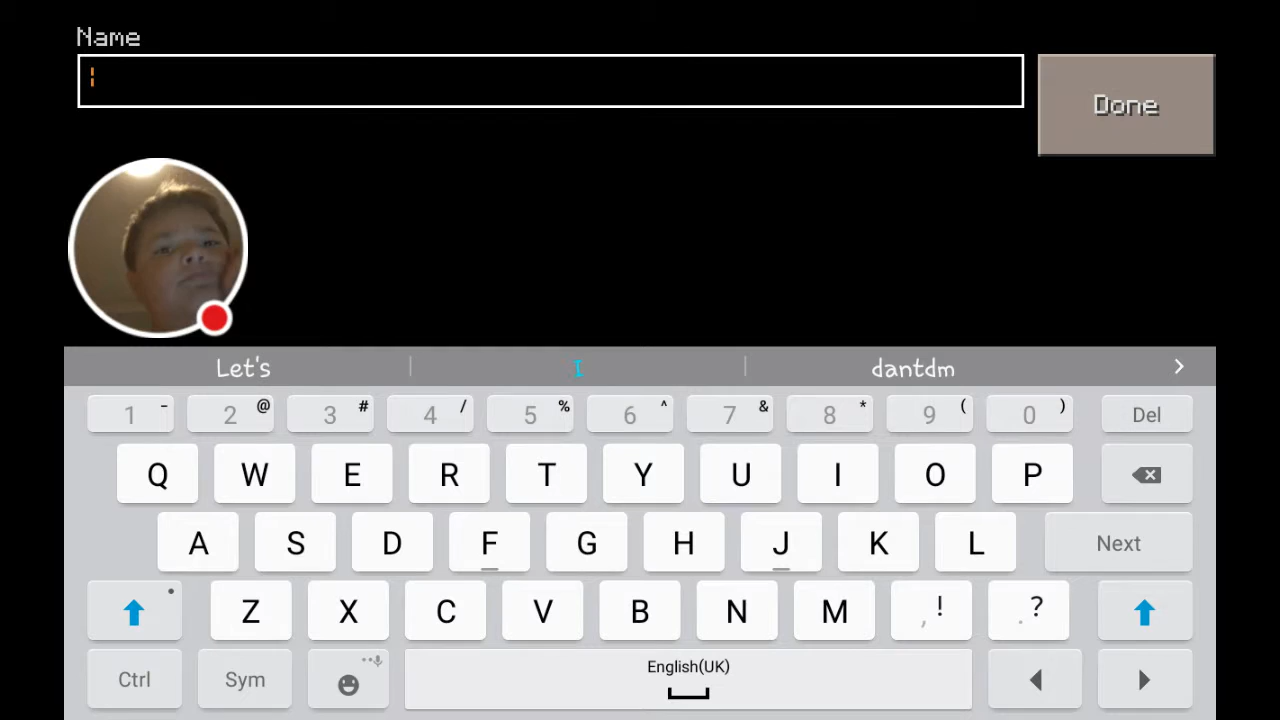 Name
Done
Let's I dantdm >
1 - 2 @ 3 # 4 / 5 % 6 ^ 7 & 8 * 9 ( 0 ) Del
Q W E R T Y U I O P
A S D F G H J K L Next
Z X C V B N M , ! . ?
Ctrl Sym English(UK)